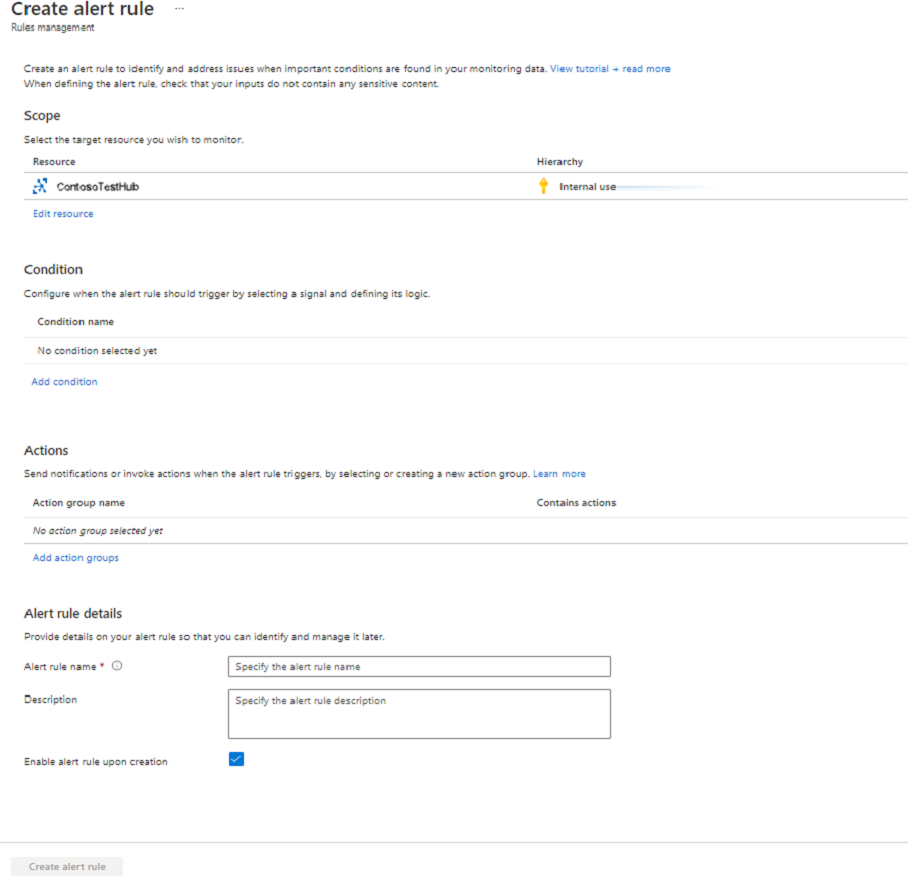 Create alert rule ...
Rules management
Create an alert rule to identify and address issues when important conditions are found in your monitoring data. View tutorial + read more
When defining the alert rule, check that your inputs do not contain any sensitive content.
Scope
Select the target resource you wish to monitor.
Resource Hierarchy
ContosoTestHub Internal use
Edit resource
Condition
Configure when the alert rule should trigger by selecting a signal and defining its logic.
Condition name
No condition selected yet
Add condition
Actions
Send notifications or invoke actions when the alert rule triggers, by selecting or creating a new action group. Learn more
Action group name Contains actions
No action group selected yet
Add action groups
Alert rule details
Provide details on your alert rule so that you can identify and manage it later.
Alert rule name * Specify the alert rule name
Description Specify the alert rule description
Enable alert rule upon creation
Create alert rule